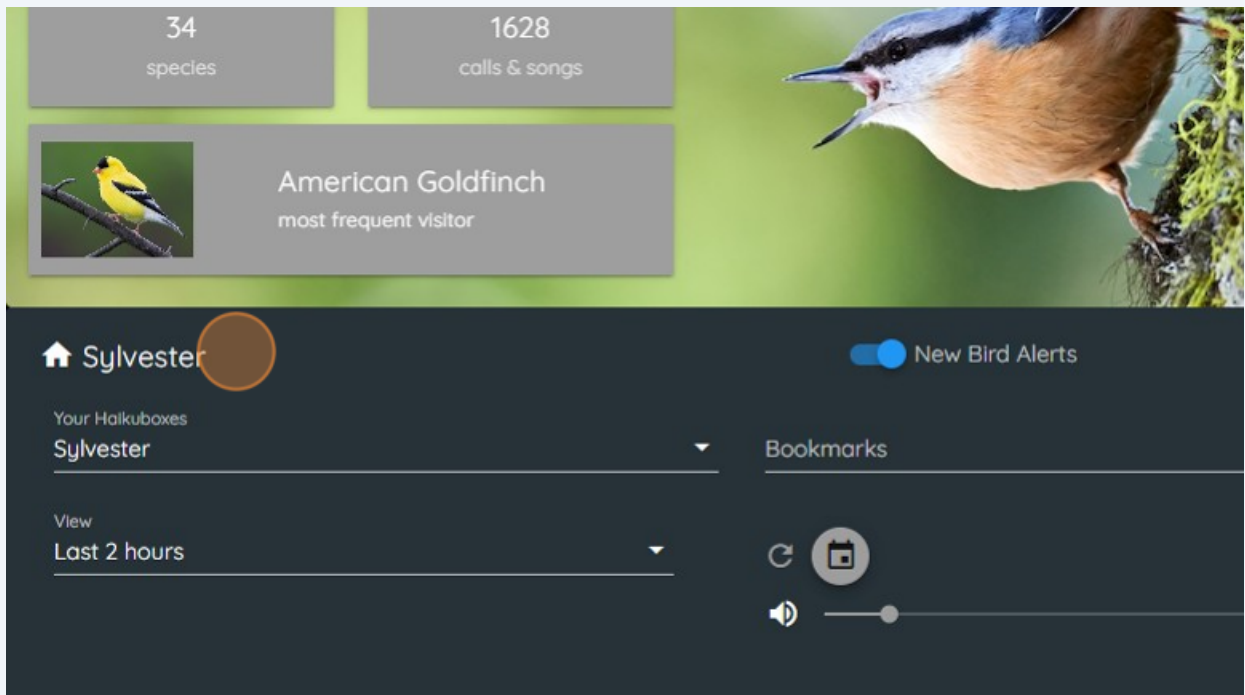 34
species
1628
calls & songs
American Goldfinch
most frequent visitor
Sylvester
New Bird Alerts
Your Haikuboxes
Sylvester
Bookmarks
View
Last 2 hours